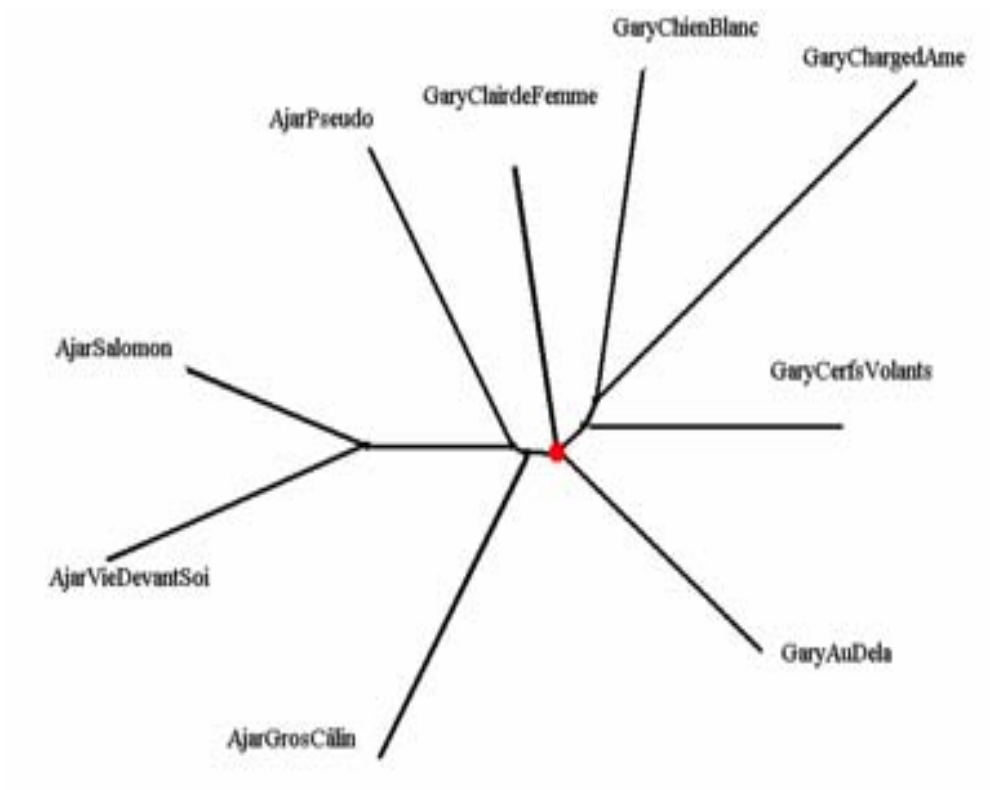 GaryChienBlanc
GaryChargedAme
GaryClairdeFemme
AjarPseudo
AjarSalomon
GaryCerfsVolants
AjarVieDevantSoi
GaryAuDela
AjarGrosCâlin